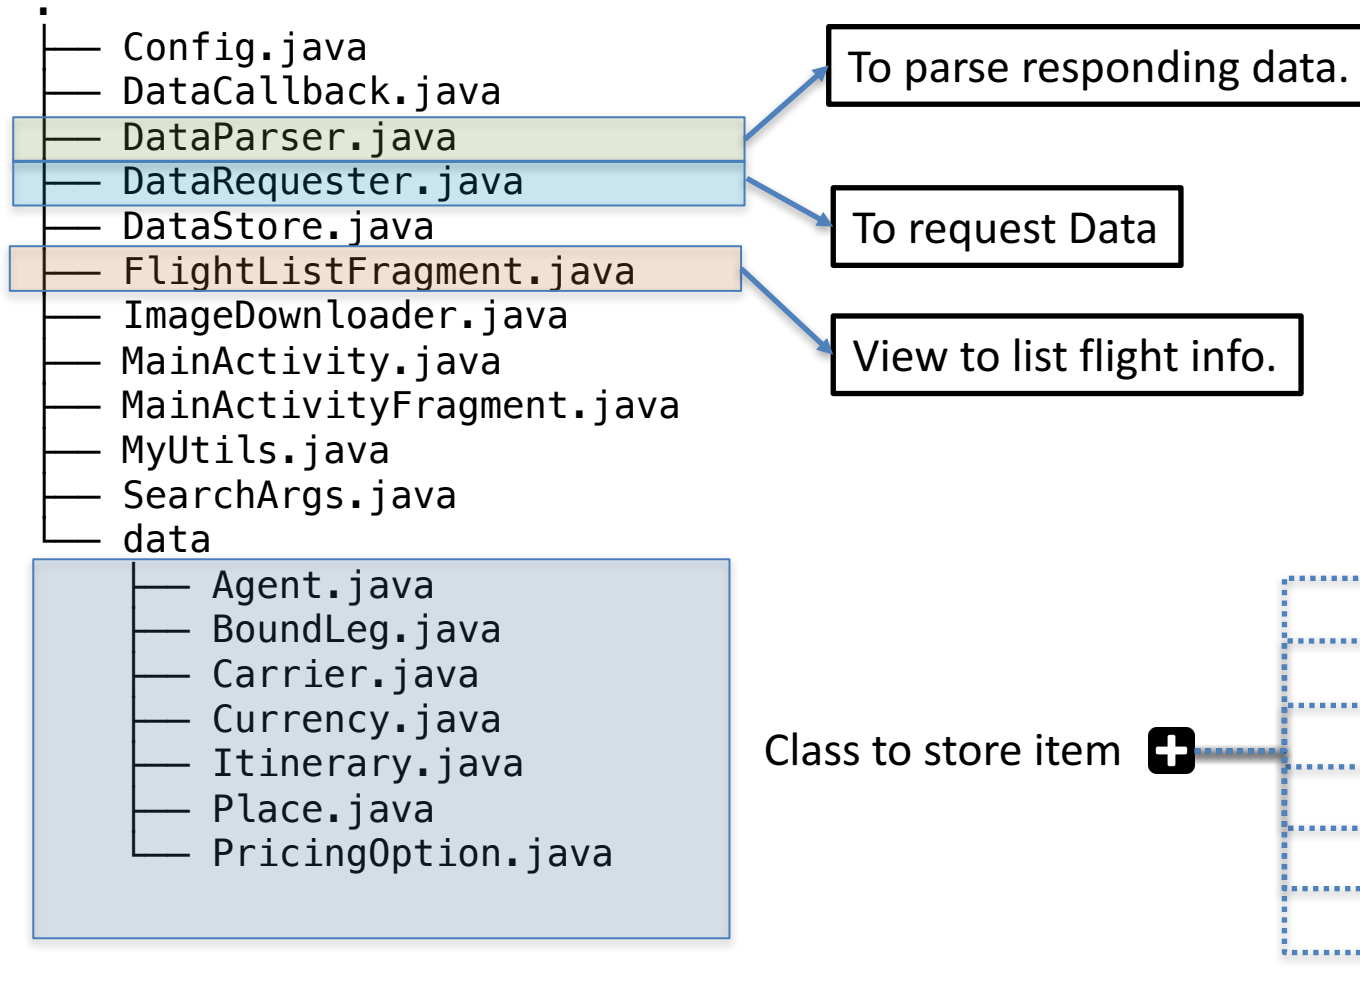 .
├── Config.java
├── DataCallback.java
├── DataParser.java
├── DataRequester.java
├── DataStore.java
├── FlightListFragment.java
├── ImageDownloader.java
├── MainActivity.java
├── MainActivityFragment.java
├── MyUtils.java
├── SearchArgs.java
└── data
    ├── Agent.java
    ├── BoundLeg.java
    ├── Carrier.java
    ├── Currency.java
    ├── Itinerary.java
    ├── Place.java
    └── PricingOption.java
To parse responding data.
To request Data
View to list flight info.
Class to store item